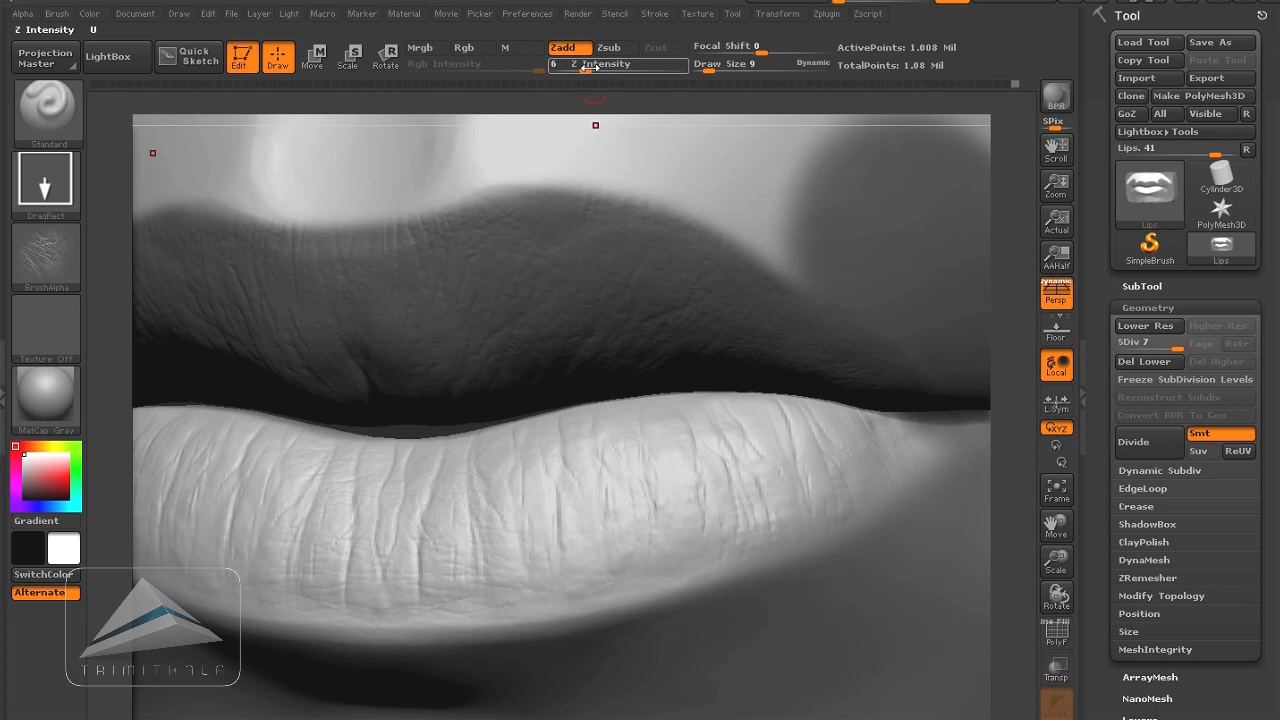 Alpha Brush Color Document Draw Edit File Layer Light Macro Marker Material Movie Picker Preferences Render Stencil Stroke Texture Tool Transform Zplugin Zscript
Z Intensity U
Projection Master
LightBox
Quick Sketch
Edit
Draw
Move
Scale
Rotate
Mrgb Rgb M
Rgb Intensity
Zadd Zsub Zcut
6 Z Intensity
Focal Shift 0
Draw Size 9 Dynamic
ActivePoints: 1.008 Mil
TotalPoints: 1.08 Mil
Standard
DragRect
BrushAlpha
Texture Off
MatCap Gray
Gradient
SwitchColor
Alternate
TRIMITKALF
BPR
SPix
Scroll
Zoom
Actual
AAHalf
Dynamic
Persp
Floor
Local
L.Sym
XYZ
Y
Z
Frame
Move
Scale
Rotate
Line Fill
PolyF
Transp
Tool
Load Tool Save As
Copy Tool Paste Tool
Import Export
Clone Make PolyMesh3D
GoZ All Visible R
Lightbox▸Tools
Lips. 41 R
Lips
Cylinder3D
PolyMesh3D
SimpleBrush
Lips
SubTool
Geometry
Lower Res Higher Res
SDiv 7 Cage Rstr
Del Lower Del Higher
Freeze SubDivision Levels
Reconstruct Subdiv
Convert BPR To Geo
Divide Smt
Suv ReUV
Dynamic Subdiv
EdgeLoop
Crease
ShadowBox
ClayPolish
DynaMesh
ZRemesher
Modify Topology
Position
Size
MeshIntegrity
ArrayMesh
NanoMesh